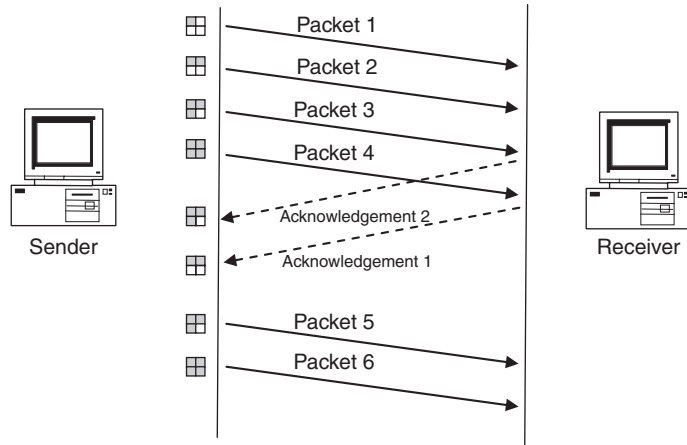 Packet 1
Packet 2
Packet 3
Packet 4
Acknowledgement 2
Sender
Receiver
Acknowledgement 1
Packet 5
Packet 6